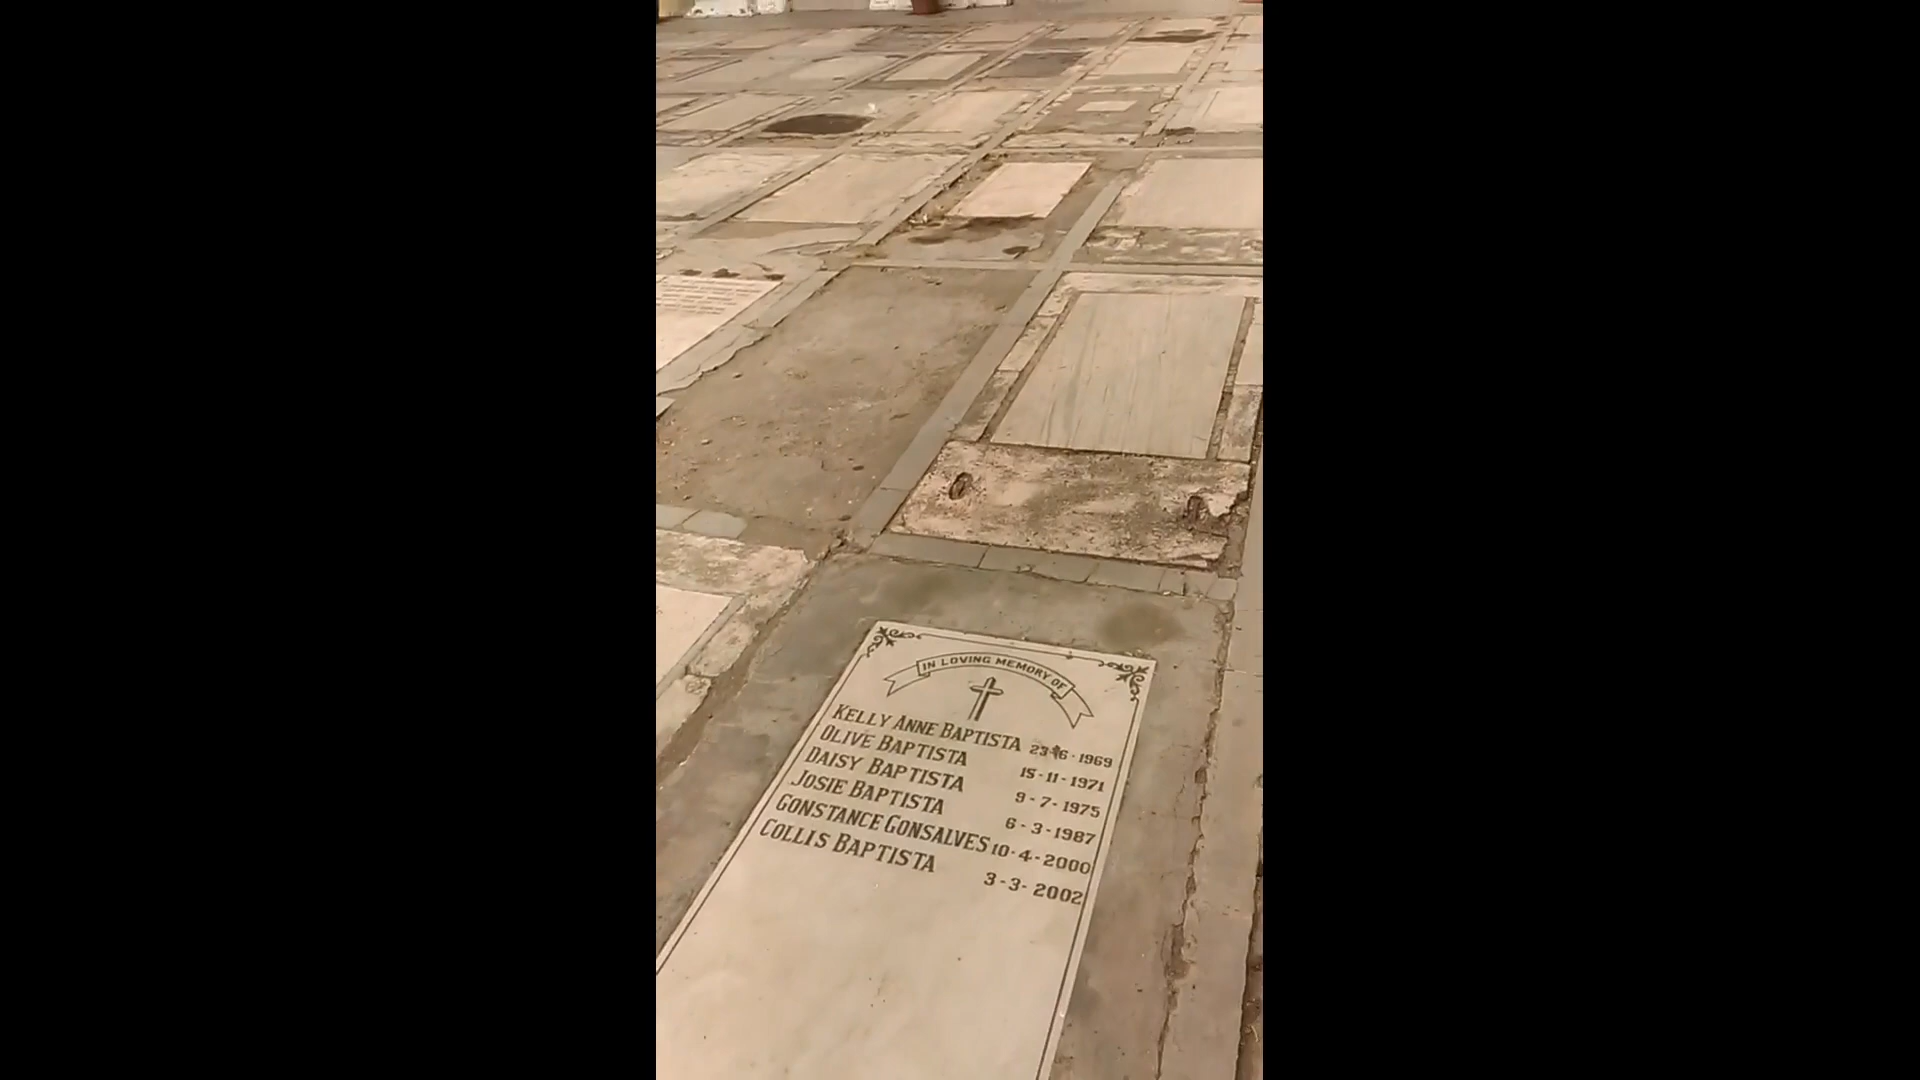 IN LOVING MEMORY OF
KELLY ANNE BAPTISTA 23-6-1969
OLIVE BAPTISTA 15-11-1971
DAISY BAPTISTA 9-7-1975
JOSIE BAPTISTA 6-3-1987
CONSTANCE GONSALVES 10-4-2000
COLLIS BAPTISTA 3-3-2002